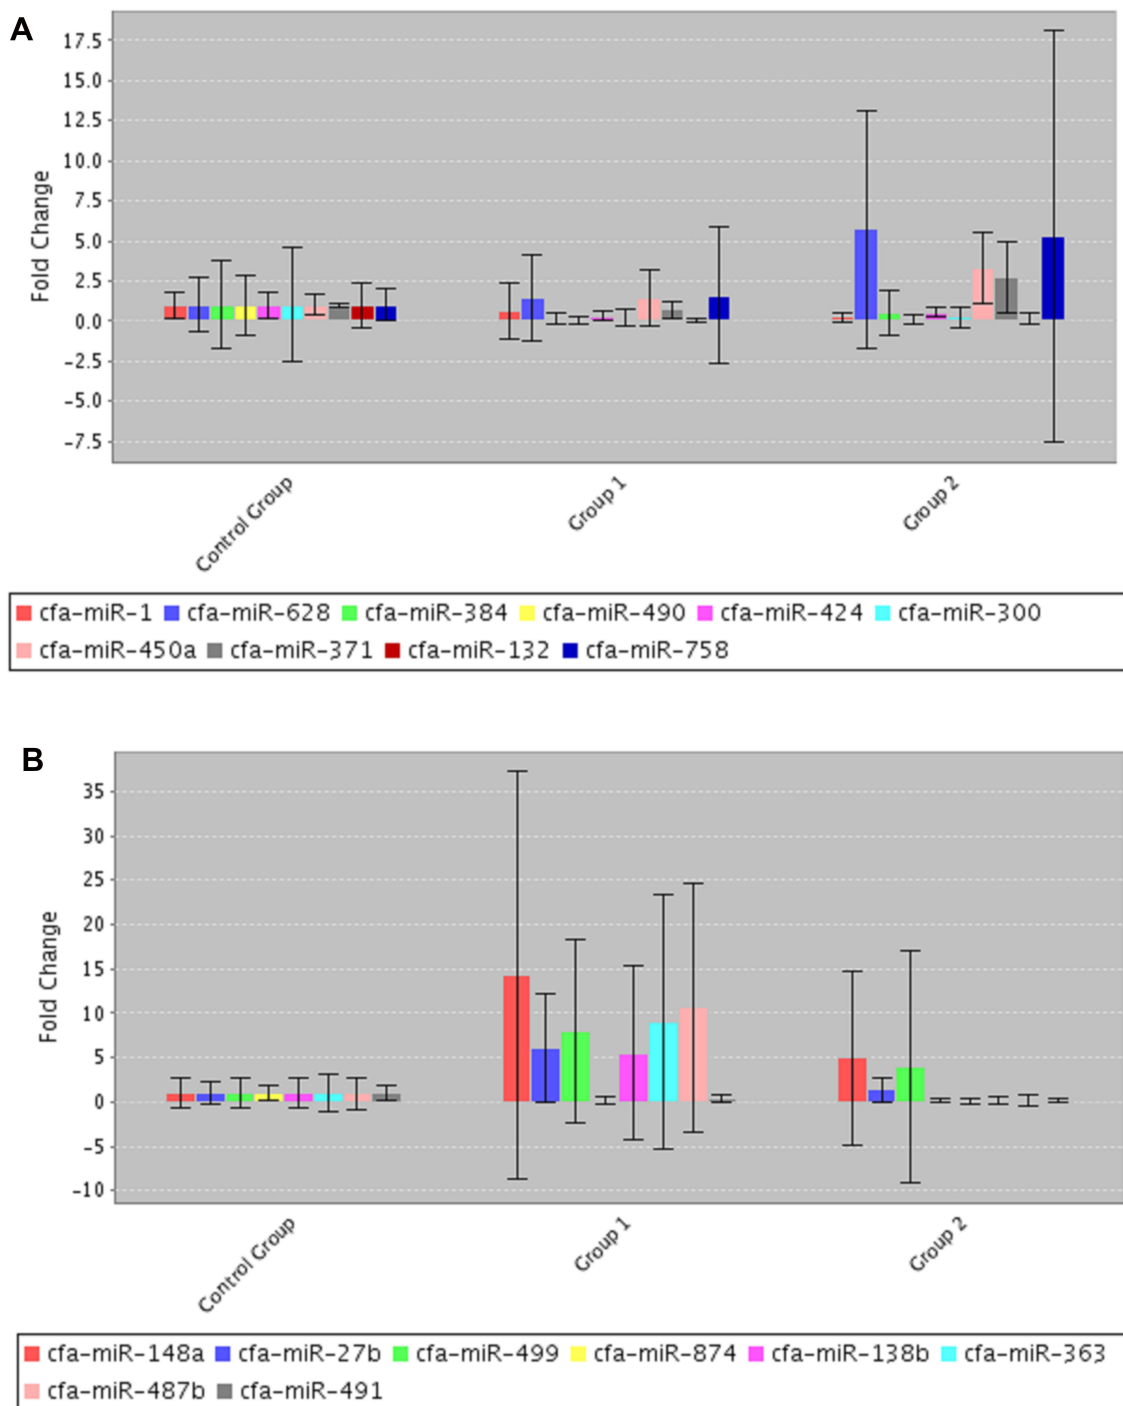 A
17.5
15.0
12.5
10.0
7.5
5.0
2.5
0.0
−2.5
−5.0
−7.5
Fold Change
Control Group
Group 1
Group 2
cfa−miR−1 cfa−miR−628 cfa−miR−384 cfa−miR−490 cfa−miR−424 cfa−miR−300
cfa−miR−450a cfa−miR−371 cfa−miR−132 cfa−miR−758
B
35
30
25
20
15
10
5
0
−5
−10
Fold Change
Control Group
Group 1
Group 2
cfa−miR−148a cfa−miR−27b cfa−miR−499 cfa−miR−874 cfa−miR−138b cfa−miR−363
cfa−miR−487b cfa−miR−491